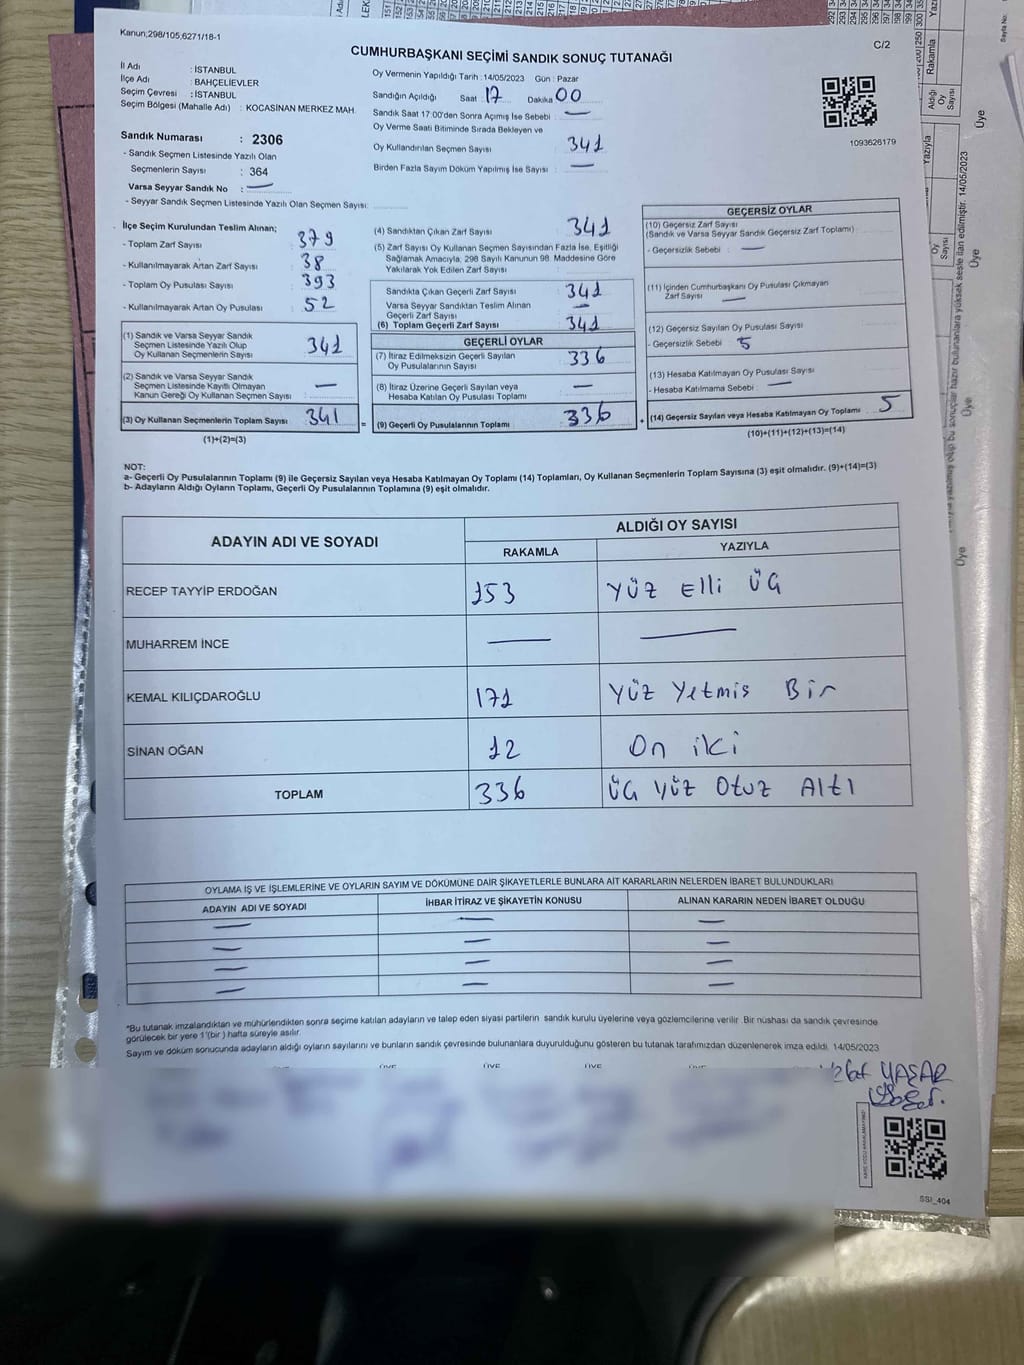 Kanun;298/105,6271/18-1
C/2
CUMHURBAŞKANI SEÇİMİ SANDIK SONUÇ TUTANAĞI
İl Adı : İSTANBUL
İlçe Adı : BAHÇELİEVLER
Seçim Çevresi : İSTANBUL
Seçim Bölgesi (Mahalle Adı) : KOCASİNAN MERKEZ MAH.
Sandık Numarası : 2306
- Sandık Seçmen Listesinde Yazılı Olan
Seçmenlerin Sayısı : 364
Varsa Seyyar Sandık No : —
- Seyyar Sandık Seçmen Listesinde Yazılı Olan Seçmen Sayısı:
Oy Vermenin Yapıldığı Tarih :14/05/2023 Gün : Pazar
Sandığın Açıldığı Saat 17 Dakika 00
Sandık Saat 17:00'den Sonra Açmış İse Sebebi : —
Oy Verme Saati Bitiminde Sırada Bekleyen ve
Oy Kullandırılan Seçmen Sayısı : 341
Birden Fazla Sayım Döküm Yapılmış İse Sayısı : —
1093626179
İlçe Seçim Kurulundan Teslim Alınan;
- Toplam Zarf Sayısı : 379
- Kullanılmayarak Artan Zarf Sayısı : 38
- Toplam Oy Pusulası Sayısı : 393
- Kullanılmayarak Artan Oy Pusulası : 52
(1) Sandık ve Varsa Seyyar Sandık
Seçmen Listesinde Yazılı Olup
Oy Kullanan Seçmenlerin Sayısı : 341
(2) Sandık ve Varsa Seyyar Sandık
Seçmen Listesinde Kayıtlı Olmayan
Kanun Gereği Oy Kullanan Seçmen Sayısı : —
(3) Oy Kullanan Seçmenlerin Toplam Sayısı : 341
(1)+(2)=(3)
(4) Sandıktan Çıkan Zarf Sayısı : 341
(5) Zarf Sayısı Oy Kullanan Seçmen Sayısından Fazla İse, Eşitliği
Sağlamak Amacıyla, 298 Sayılı Kanunun 98. Maddesine Göre
Yakılarak Yok Edilen Zarf Sayısı :
Sandıkta Çıkan Geçerli Zarf Sayısı : 341
Varsa Seyyar Sandıktan Teslim Alınan
Geçerli Zarf Sayısı : —
(6) Toplam Geçerli Zarf Sayısı : 341
GEÇERLİ OYLAR
(7) İtiraz Edilmeksizin Geçerli Sayılan
Oy Pusulalarının Sayısı : 336
(8) İtiraz Üzerine Geçerli Sayılan veya
Hesaba Katılan Oy Pusulası Toplamı : —
= (9) Geçerli Oy Pusulalarının Toplamı : 336
GEÇERSİZ OYLAR
(10) Geçersiz Zarf Sayısı
(Sandık ve Varsa Seyyar Sandık Geçersiz Zarf Toplamı) :
- Geçersizlik Sebebi : —
(11) İçinden Cumhurbaşkanı Oy Pusulası Çıkmayan
Zarf Sayısı : —
(12) Geçersiz Sayılan Oy Pusulası Sayısı :
- Geçersizlik Sebebi : 5
(13) Hesaba Katılmayan Oy Pusulası Sayısı :
- Hesaba Katılmama Sebebi : —
+ (14) Geçersiz Sayılan veya Hesaba Katılmayan Oy Toplamı : 5
(10)+(11)+(12)+(13)=(14)
NOT:
a- Geçerli Oy Pusulalarının Toplamı (9) ile Geçersiz Sayılan veya Hesaba Katılmayan Oy Toplamı (14) Toplamları, Oy Kullanan Seçmenlerin Toplam Sayısına (3) eşit olmalıdır. (9)+(14)=(3)
b- Adayların Aldığı Oyların Toplamı, Geçerli Oy Pusulalarının Toplamına (9) eşit olmalıdır.
ADAYIN ADI VE SOYADI
ALDIĞI OY SAYISI
RAKAMLA YAZIYLA
RECEP TAYYİP ERDOĞAN 153 YÜZ Elli ÜÇ
MUHARREM İNCE — —
KEMAL KILIÇDAROĞLU 171 YÜZ Yetmis Bir
SİNAN OĞAN 12 On iki
TOPLAM 336 ÜÇ YÜZ Otuz Altı
OYLAMA İŞ VE İŞLEMLERİNE VE OYLARIN SAYIM VE DÖKÜMÜNE DAİR ŞİKAYETLERLE BUNLARA AİT KARARLARIN NELERDEN İBARET BULUNDUKLARI
ADAYIN ADI VE SOYADI İHBAR İTİRAZ VE ŞİKAYETİN KONUSU ALINAN KARARIN NEDEN İBARET OLDUĞU
— — —
— — —
— — —
— — —
*Bu tutanak imzalandıktan ve mühürlendikten sonra seçime katılan adayların ve talep eden siyasi partilerin sandık kurulu üyelerine veya gözlemcilerine verilir. Bir nüshası da sandık çevresinde
görülecek bir yere 1 (bir) hafta süreyle asılır.
Sayım ve döküm sonucunda adayların aldığı oyların sayılarını ve bunların sandık çevresinde bulunanlara duyurulduğunu gösteren bu tutanak tarafımızdan düzenlenerek imza edildi. 14/05/2023
YAŞAR
SSI_404
Rakamla
Aldığı Oy Sayısı
Yazıyla
Oy Sayısı
Üye
Üye
Üye
Üye